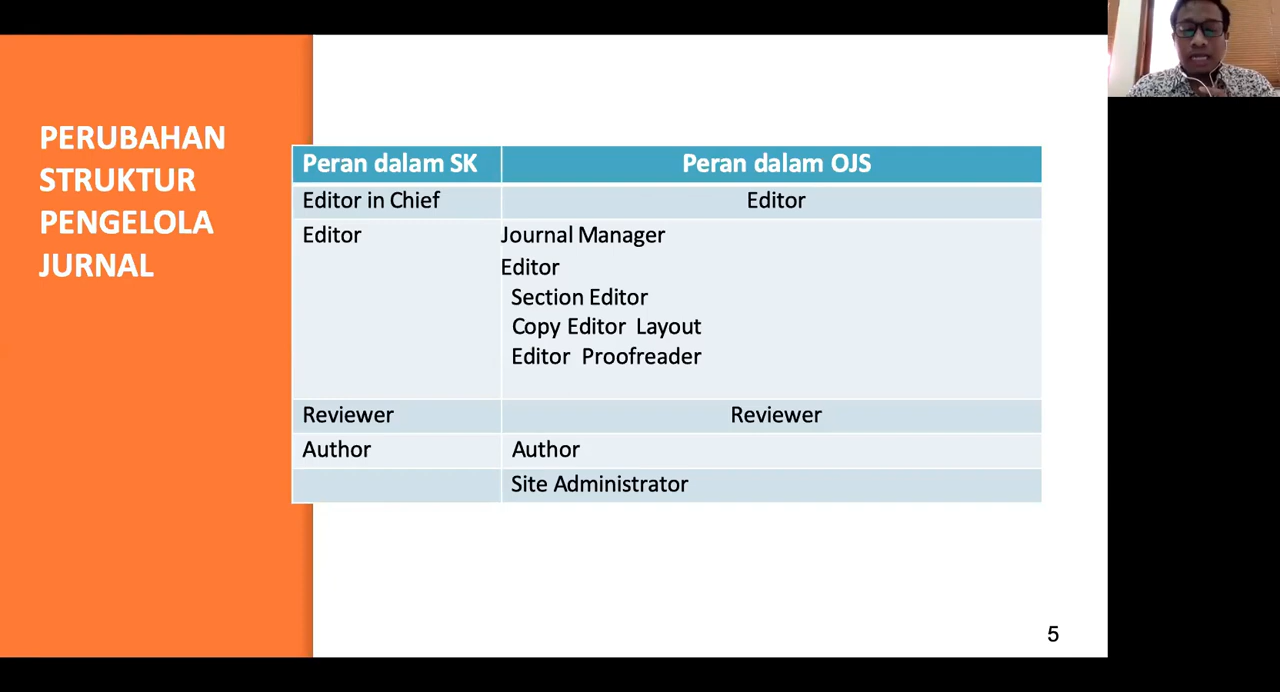 PERUBAHAN
STRUKTUR
PENGELOLA
JURNAL
Peran dalam SK
Peran dalam OJS
Editor in Chief
Editor
Editor
Journal Manager
Editor
Section Editor
Copy Editor Layout
Editor Proofreader
Reviewer
Reviewer
Author
Author
Site Administrator
5